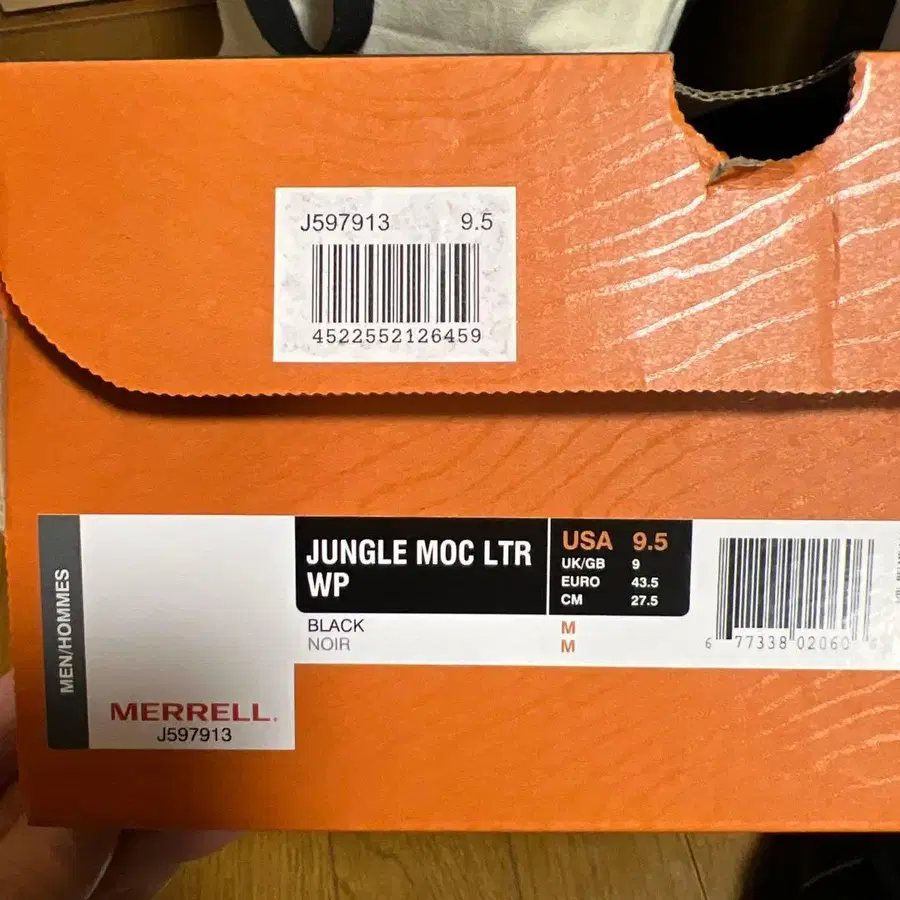 J597913 9.5
4522552126459
MEN/HOMMES
MERRELL.
J597913
JUNGLE MOC LTR
WP
BLACK
NOIR
USA 9.5
UK/GB 9
EURO 43.5
CM 27.5
M
M
6 77338 02060